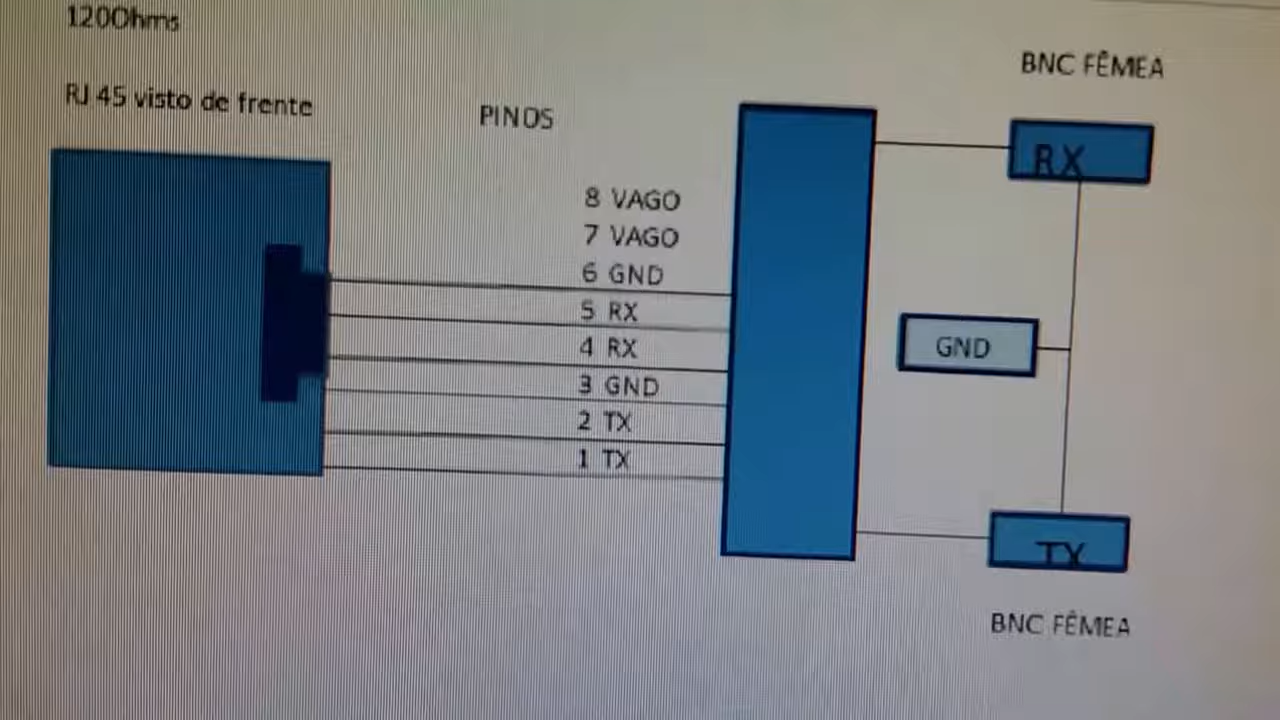 120Ohms
RJ 45 visto de frente
PINOS
BNC FÊMEA
RX
8 VAGO
7 VAGO
6 GND
5 RX
4 RX
3 GND
2 TX
1 TX
GND
TX
BNC FÊMEA